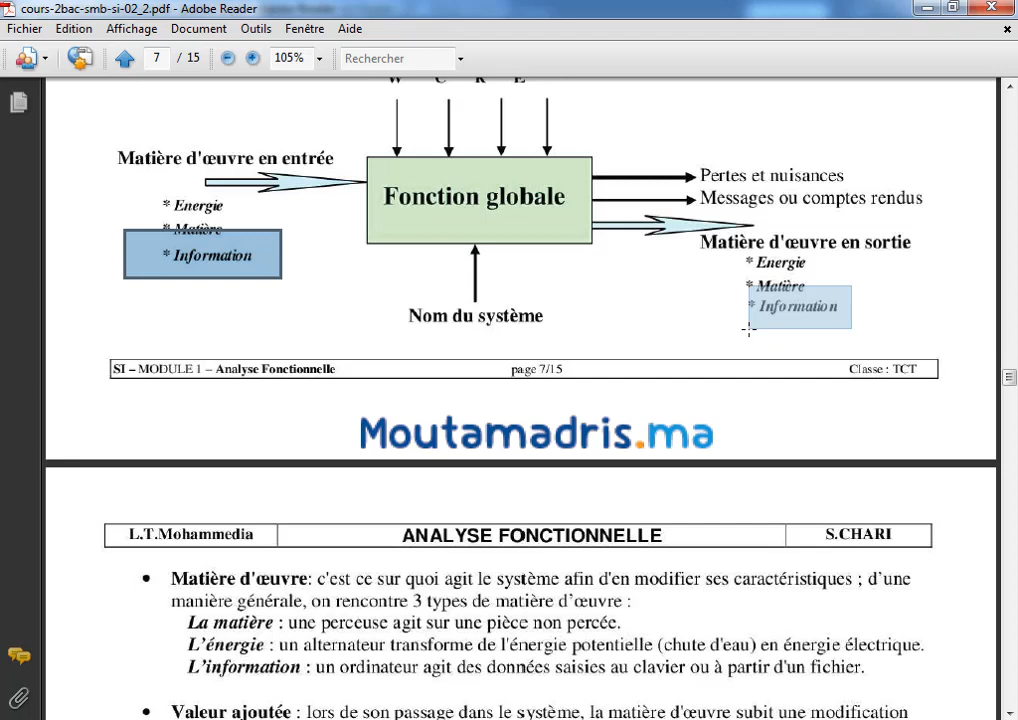 cours-2bac-smb-si-02_2.pdf - Adobe Reader
Fichier Edition Affichage Document Outils Fenêtre Aide
7 / 15 105% Rechercher
W C R E
Matière d'œuvre en entrée
* Energie
* Matière
* Information
Fonction globale
Pertes et nuisances
Messages ou comptes rendus
Matière d'œuvre en sortie
* Energie
* Matière
* Information
Nom du système
SI – MODULE 1 – Analyse Fonctionnelle page 7/15 Classe : TCT
Moutamadris.ma
L.T.Mohammedia ANALYSE FONCTIONNELLE S.CHARI
• Matière d'œuvre: c'est ce sur quoi agit le système afin d'en modifier ses caractéristiques ; d’une
manière générale, on rencontre 3 types de matière d’œuvre :
La matière : une perceuse agit sur une pièce non percée.
L’énergie : un alternateur transforme de l'énergie potentielle (chute d'eau) en énergie électrique.
L’information : un ordinateur agit des données saisies au clavier ou à partir d'un fichier.
• Valeur ajoutée : lors de son passage dans le système, la matière d'œuvre subit une modification